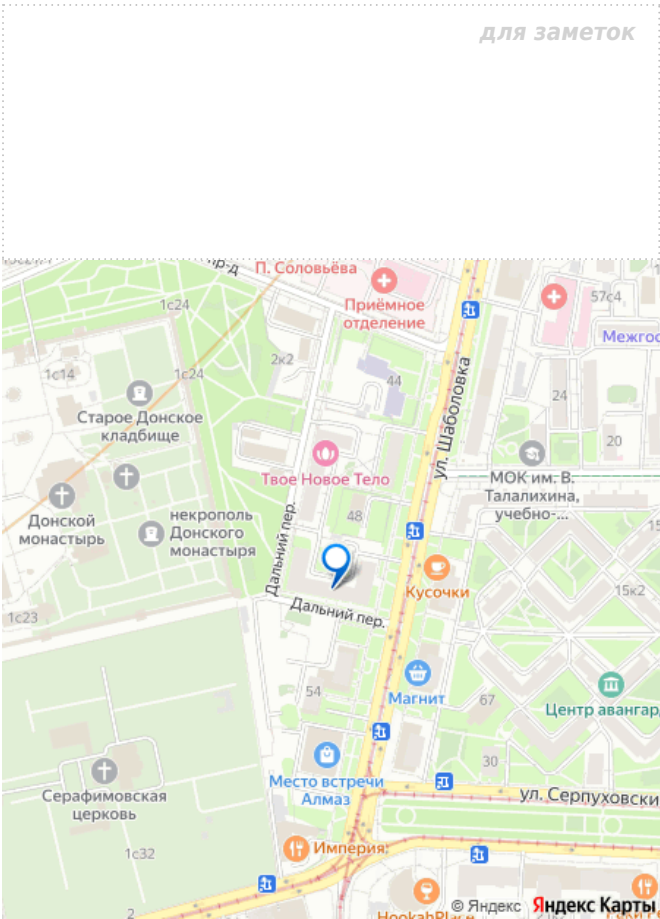 для заметок
пр-д
П. Соловьёва
1с24
Приёмное
отделение
57с4
Межгос
2к2
1с14
1с24
44
ул. Шаболовка
24
Старое Донское
кладбище
20
Твое Новое Тело
МОК им. В.
Талалихина,
учебно-...
Донской
монастырь
некрополь
Донского
монастыря
48
Дальний пер.
15к2
Кусочки
Дальний пер.
1с23
54
Магнит
67
Центр авангар
30
Место встречи
Алмаз
ул. Серпуховски
Серафимовская
церковь
1с32
Империя:
2
HookahPlace
© Яндекс Яндекс Карты